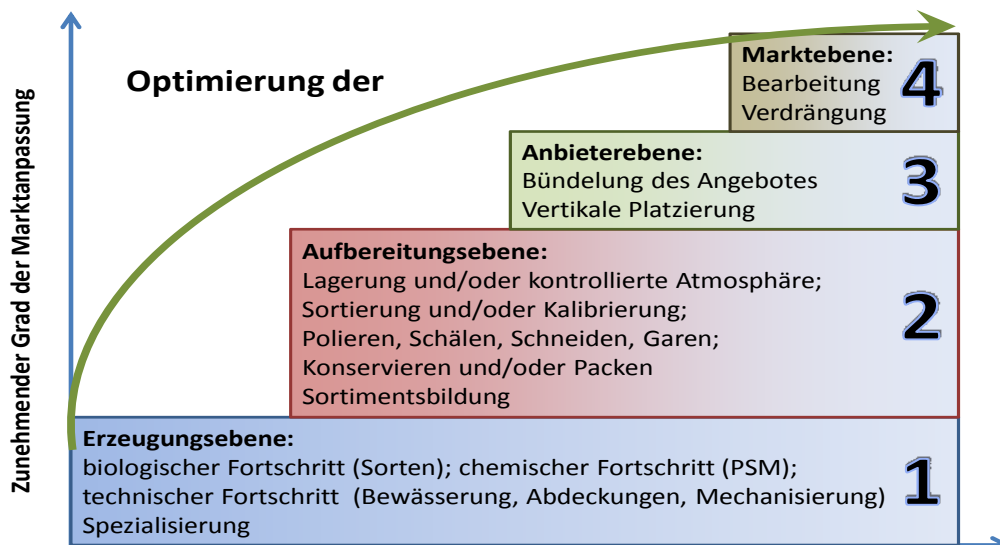 Zunehmender Grad der Marktanpassung
Optimierung der
Marktebene:
Bearbeitung
Verdrängung
4
Anbieterebene:
Bündelung des Angebotes
Vertikale Platzierung
3
Aufbereitungsebene:
Lagerung und/oder kontrollierte Atmosphäre;
Sortierung und/oder Kalibrierung;
Polieren, Schälen, Schneiden, Garen;
Konservieren und/oder Packen
Sortimentsbildung
2
Erzeugungsebene:
biologischer Fortschritt (Sorten); chemischer Fortschritt (PSM);
technischer Fortschritt (Bewässerung, Abdeckungen, Mechanisierung)
Spezialisierung
1